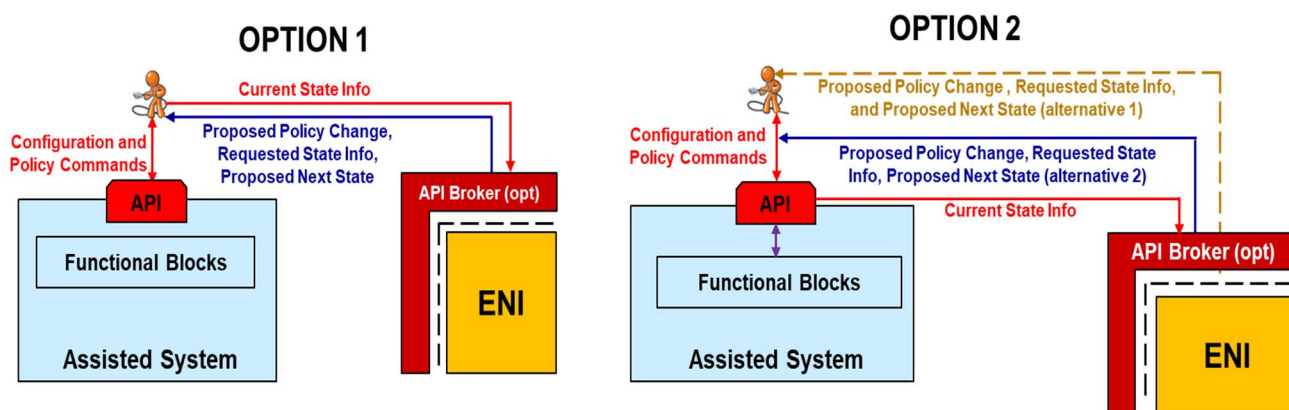 OPTION 1
Current State Info
Configuration and
Policy Commands
Proposed Policy Change,
Requested State Info,
Proposed Next State
API
API Broker (opt)
Functional Blocks
ENI
Assisted System
OPTION 2
Proposed Policy Change , Requested State Info,
and Proposed Next State (alternative 1)
Configuration and
Policy Commands
Proposed Policy Change, Requested State
Info, Proposed Next State (alternative 2)
API
Current State Info
API Broker (opt)
Functional Blocks
ENI
Assisted System